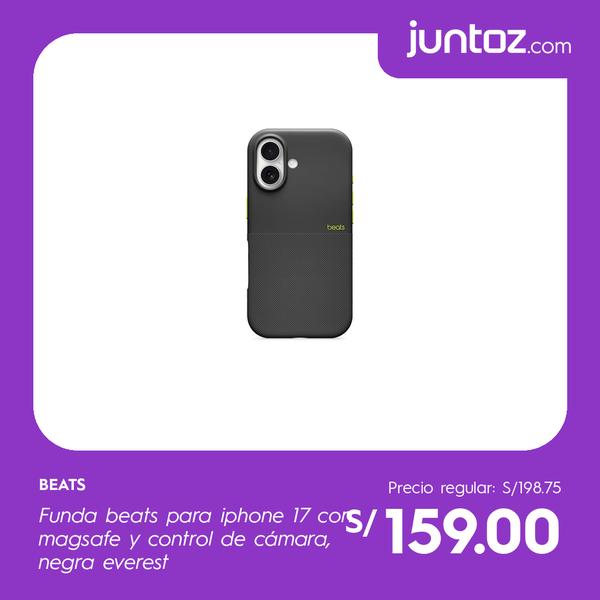 juntoz.com
beats
BEATS
Precio regular: S/198.75
Funda beats para iphone 17 con
magsafe y control de cámara,
negra everest
S/159.00